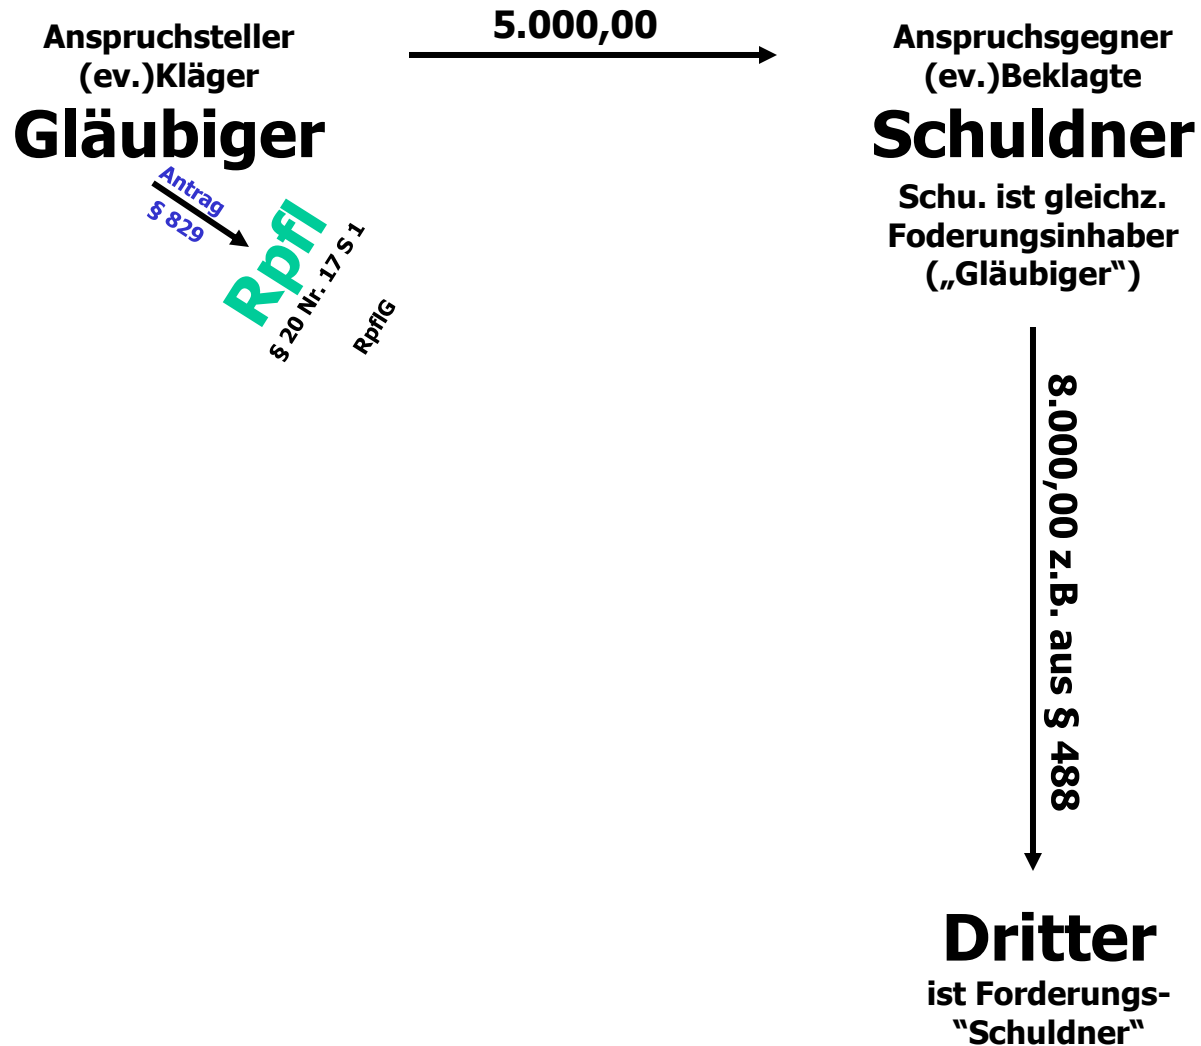 Anspruchsteller
(ev.)Kläger
Gläubiger
5.000,00
Anspruchsgegner
(ev.)Beklagte
Schuldner
Schu. ist gleichz.
Foderungsinhaber
(„Gläubiger“)
Antrag
§ 829
Rpfl
§ 20 Nr. 17 S 1
RpflG
8.000,00 z.B. aus § 488
Dritter
ist Forderungs-
“Schuldner“